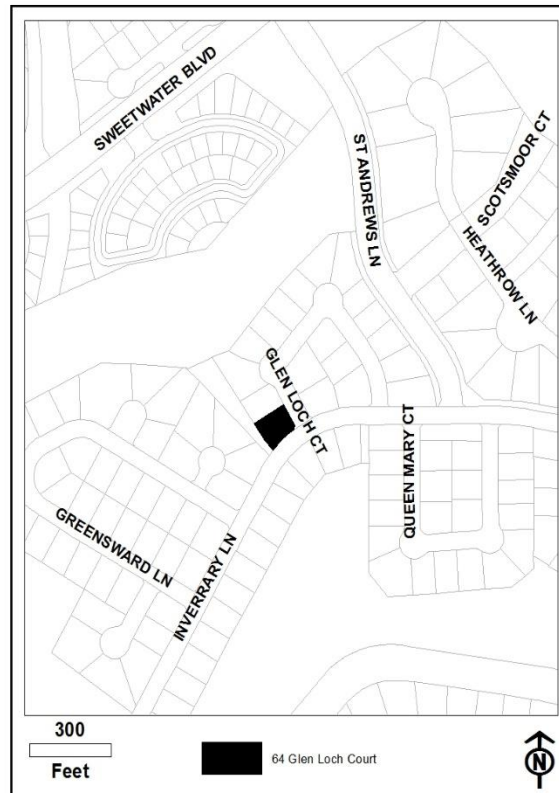 SWEETWATER BLVD
ST ANDREWS LN
SCOTSMOOR CT
HEATHROW LN
GLEN LOCH CT
QUEEN MARY CT
GREENSWARD LN
INVERRARY LN
300
Feet
64 Glen Loch Court
N